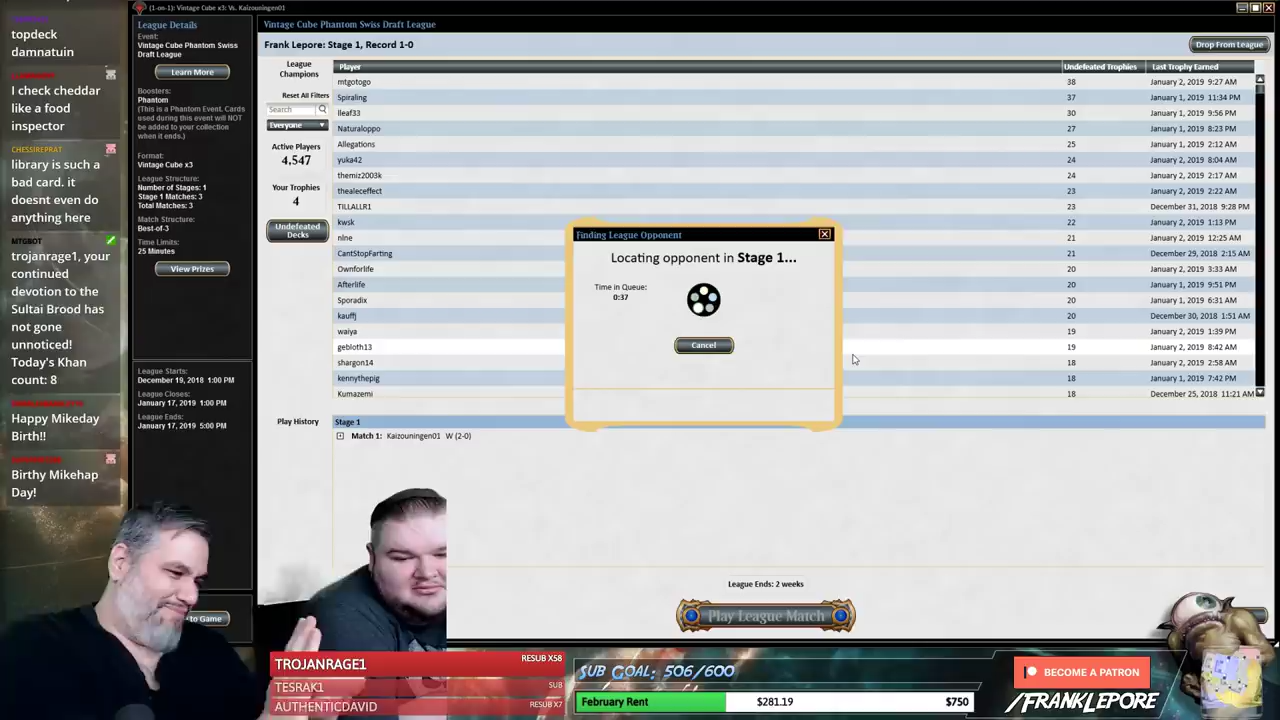 (1-on-1): Vintage Cube x3: Vs. Kaizouningen01
topdeck
damnatuin
I check cheddar
like a food
inspector
CHESSIREPRAT
library is such a
bad card. it
doesnt even do
anything here
MTGBOT
trojanrage1, your
continued
devotion to the
Sultai Brood has
not gone
unnoticed!
Today's Khan
count: 8
Happy Mikeday
Birth!!
Birthy Mikehap
Day!
League Details
Event:
Vintage Cube Phantom Swiss
Draft League
Learn More
Boosters:
Phantom
(This is a Phantom Event. Cards
used during this event will NOT
be added to your collection
when it ends.)
Format:
Vintage Cube x3
League Structure:
Number of Stages: 1
Stage 1 Matches: 3
Total Matches: 3
Match Structure:
Best-of-3
Time Limits:
25 Minutes
View Prizes
League Starts:
December 19, 2018 1:00 PM
League Closes:
January 17, 2019 1:00 PM
League Ends:
January 17, 2019 5:00 PM
to Game
Vintage Cube Phantom Swiss Draft League
Frank Lepore: Stage 1, Record 1-0
Drop From League
League
Champions
Reset All Filters
Search
Everyone
Active Players
4,547
Your Trophies
4
Undefeated
Decks
Player Undefeated Trophies Last Trophy Earned
mtgotogo 38 January 2, 2019 9:27 AM
Spiraling 37 January 1, 2019 11:34 PM
lleaf33 30 January 1, 2019 9:56 PM
Naturaloppo 27 January 1, 2019 8:23 PM
Allegations 25 January 1, 2019 2:12 AM
yuka42 24 January 2, 2019 8:04 AM
themiz2003k 24 January 2, 2019 2:17 AM
thealeceffect 23 January 2, 2019 2:22 AM
TILLALLR1 23 December 31, 2018 9:28 PM
kwsk 22 January 2, 2019 1:13 PM
nlne 21 January 2, 2019 12:25 AM
CantStopFarting 21 December 29, 2018 2:15 AM
Ownforlife 20 January 2, 2019 3:33 AM
Afterlife 20 January 1, 2019 9:51 PM
Sporadix 20 January 1, 2019 6:31 AM
kauffj 20 December 30, 2018 1:51 AM
waiya 19 January 2, 2019 1:39 PM
gebloth13 19 January 2, 2019 8:42 AM
shargon14 18 January 2, 2019 2:58 AM
kennythepig 18 January 1, 2019 7:42 PM
Kumazemi 18 December 25, 2018 11:21 AM
Finding League Opponent
Locating opponent in Stage 1...
Time in Queue:
0:37
Cancel
Play History
Stage 1
Match 1: Kaizouningen01 W (2-0)
League Ends: 2 weeks
Play League Match
TROJANRAGE1 RESUB X58
TESRAK1 SUB
AUTHENTICDAVID RESUB X7
SUB GOAL: 506/600
February Rent $281.19 $750
BECOME A PATRON
/FRANKLEPORE